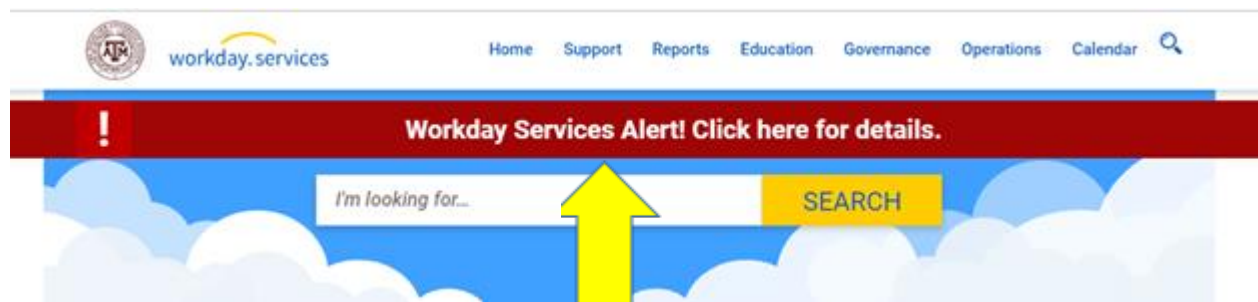 ATM
workday.services
Home Support Reports Education Governance Operations Calendar
! Workday Services Alert! Click here for details.
I'm looking for...
SEARCH